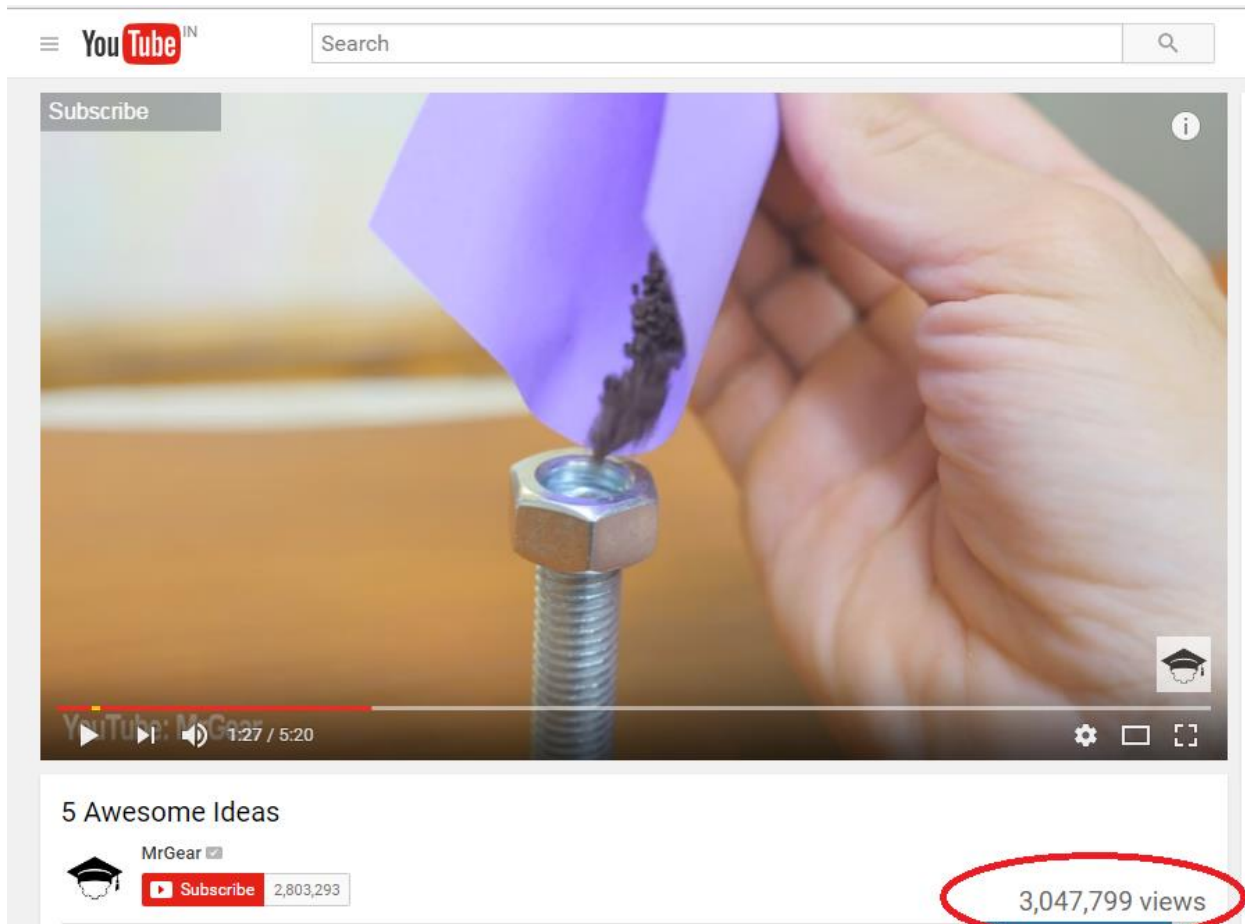 YouTube IN
Search
Subscribe
YouTube: MrGear
1:27 / 5:20
5 Awesome Ideas
MrGear
Subscribe 2,803,293
3,047,799 views